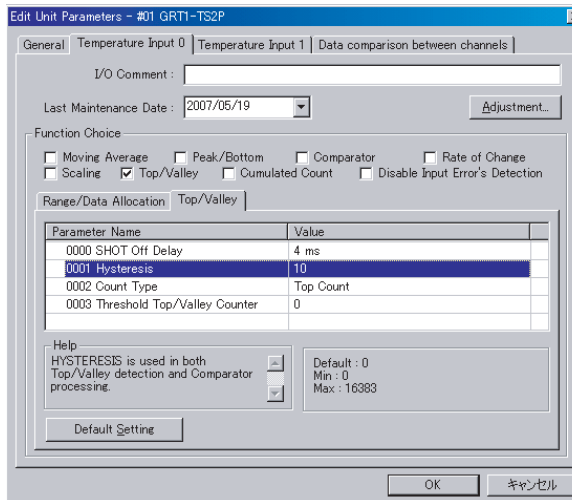 Edit Unit Parameters - #01 GRT1-TS2P
General Temperature Input 0 Temperature Input 1 Data comparison between channels
I/O Comment :
Last Maintenance Date : 2007/05/19 Adjustment...
Function Choice
Moving Average Peak/Bottom Comparator Rate of Change
Scaling Top/Valley Cumulated Count Disable Input Error's Detection
Range/Data Allocation Top/Valley
Parameter Name Value
0000 SHOT Off Delay 4 ms
0001 Hysteresis 10
0002 Count Type Top Count
0003 Threshold Top/Valley Counter 0
Help
HYSTERESIS is used in both
Top/Valley detection and Comparator
processing.
Default : 0
Min : 0
Max : 16383
Default Setting
OK キャンセル